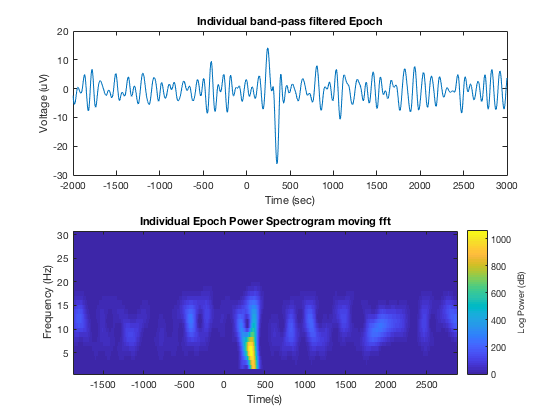 Individual band-pass filtered Epoch
20
10
0
-10
-20
-30
Voltage (uV)
-2000 -1500 -1000 -500 0 500 1000 1500 2000 2500 3000
Time (sec)
Individual Epoch Power Spectrogram moving fft
30
25
20
15
10
5
Frequency (Hz)
-1500 -1000 -500 0 500 1000 1500 2000 2500
Time(s)
1000
800
600
400
200
0
Log Power (dB)